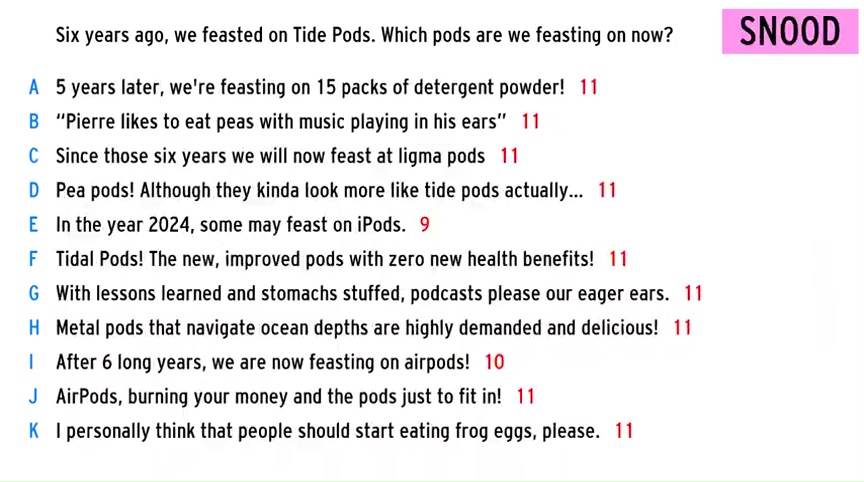 Six years ago, we feasted on Tide Pods. Which pods are we feasting on now?
SNOOD
A 5 years later, we're feasting on 15 packs of detergent powder! 11
B “Pierre likes to eat peas with music playing in his ears” 11
C Since those six years we will now feast at ligma pods 11
D Pea pods! Although they kinda look more like tide pods actually... 11
E In the year 2024, some may feast on iPods. 9
F Tidal Pods! The new, improved pods with zero new health benefits! 11
G With lessons learned and stomachs stuffed, podcasts please our eager ears. 11
H Metal pods that navigate ocean depths are highly demanded and delicious! 11
I After 6 long years, we are now feasting on airpods! 10
J AirPods, burning your money and the pods just to fit in! 11
K I personally think that people should start eating frog eggs, please. 11